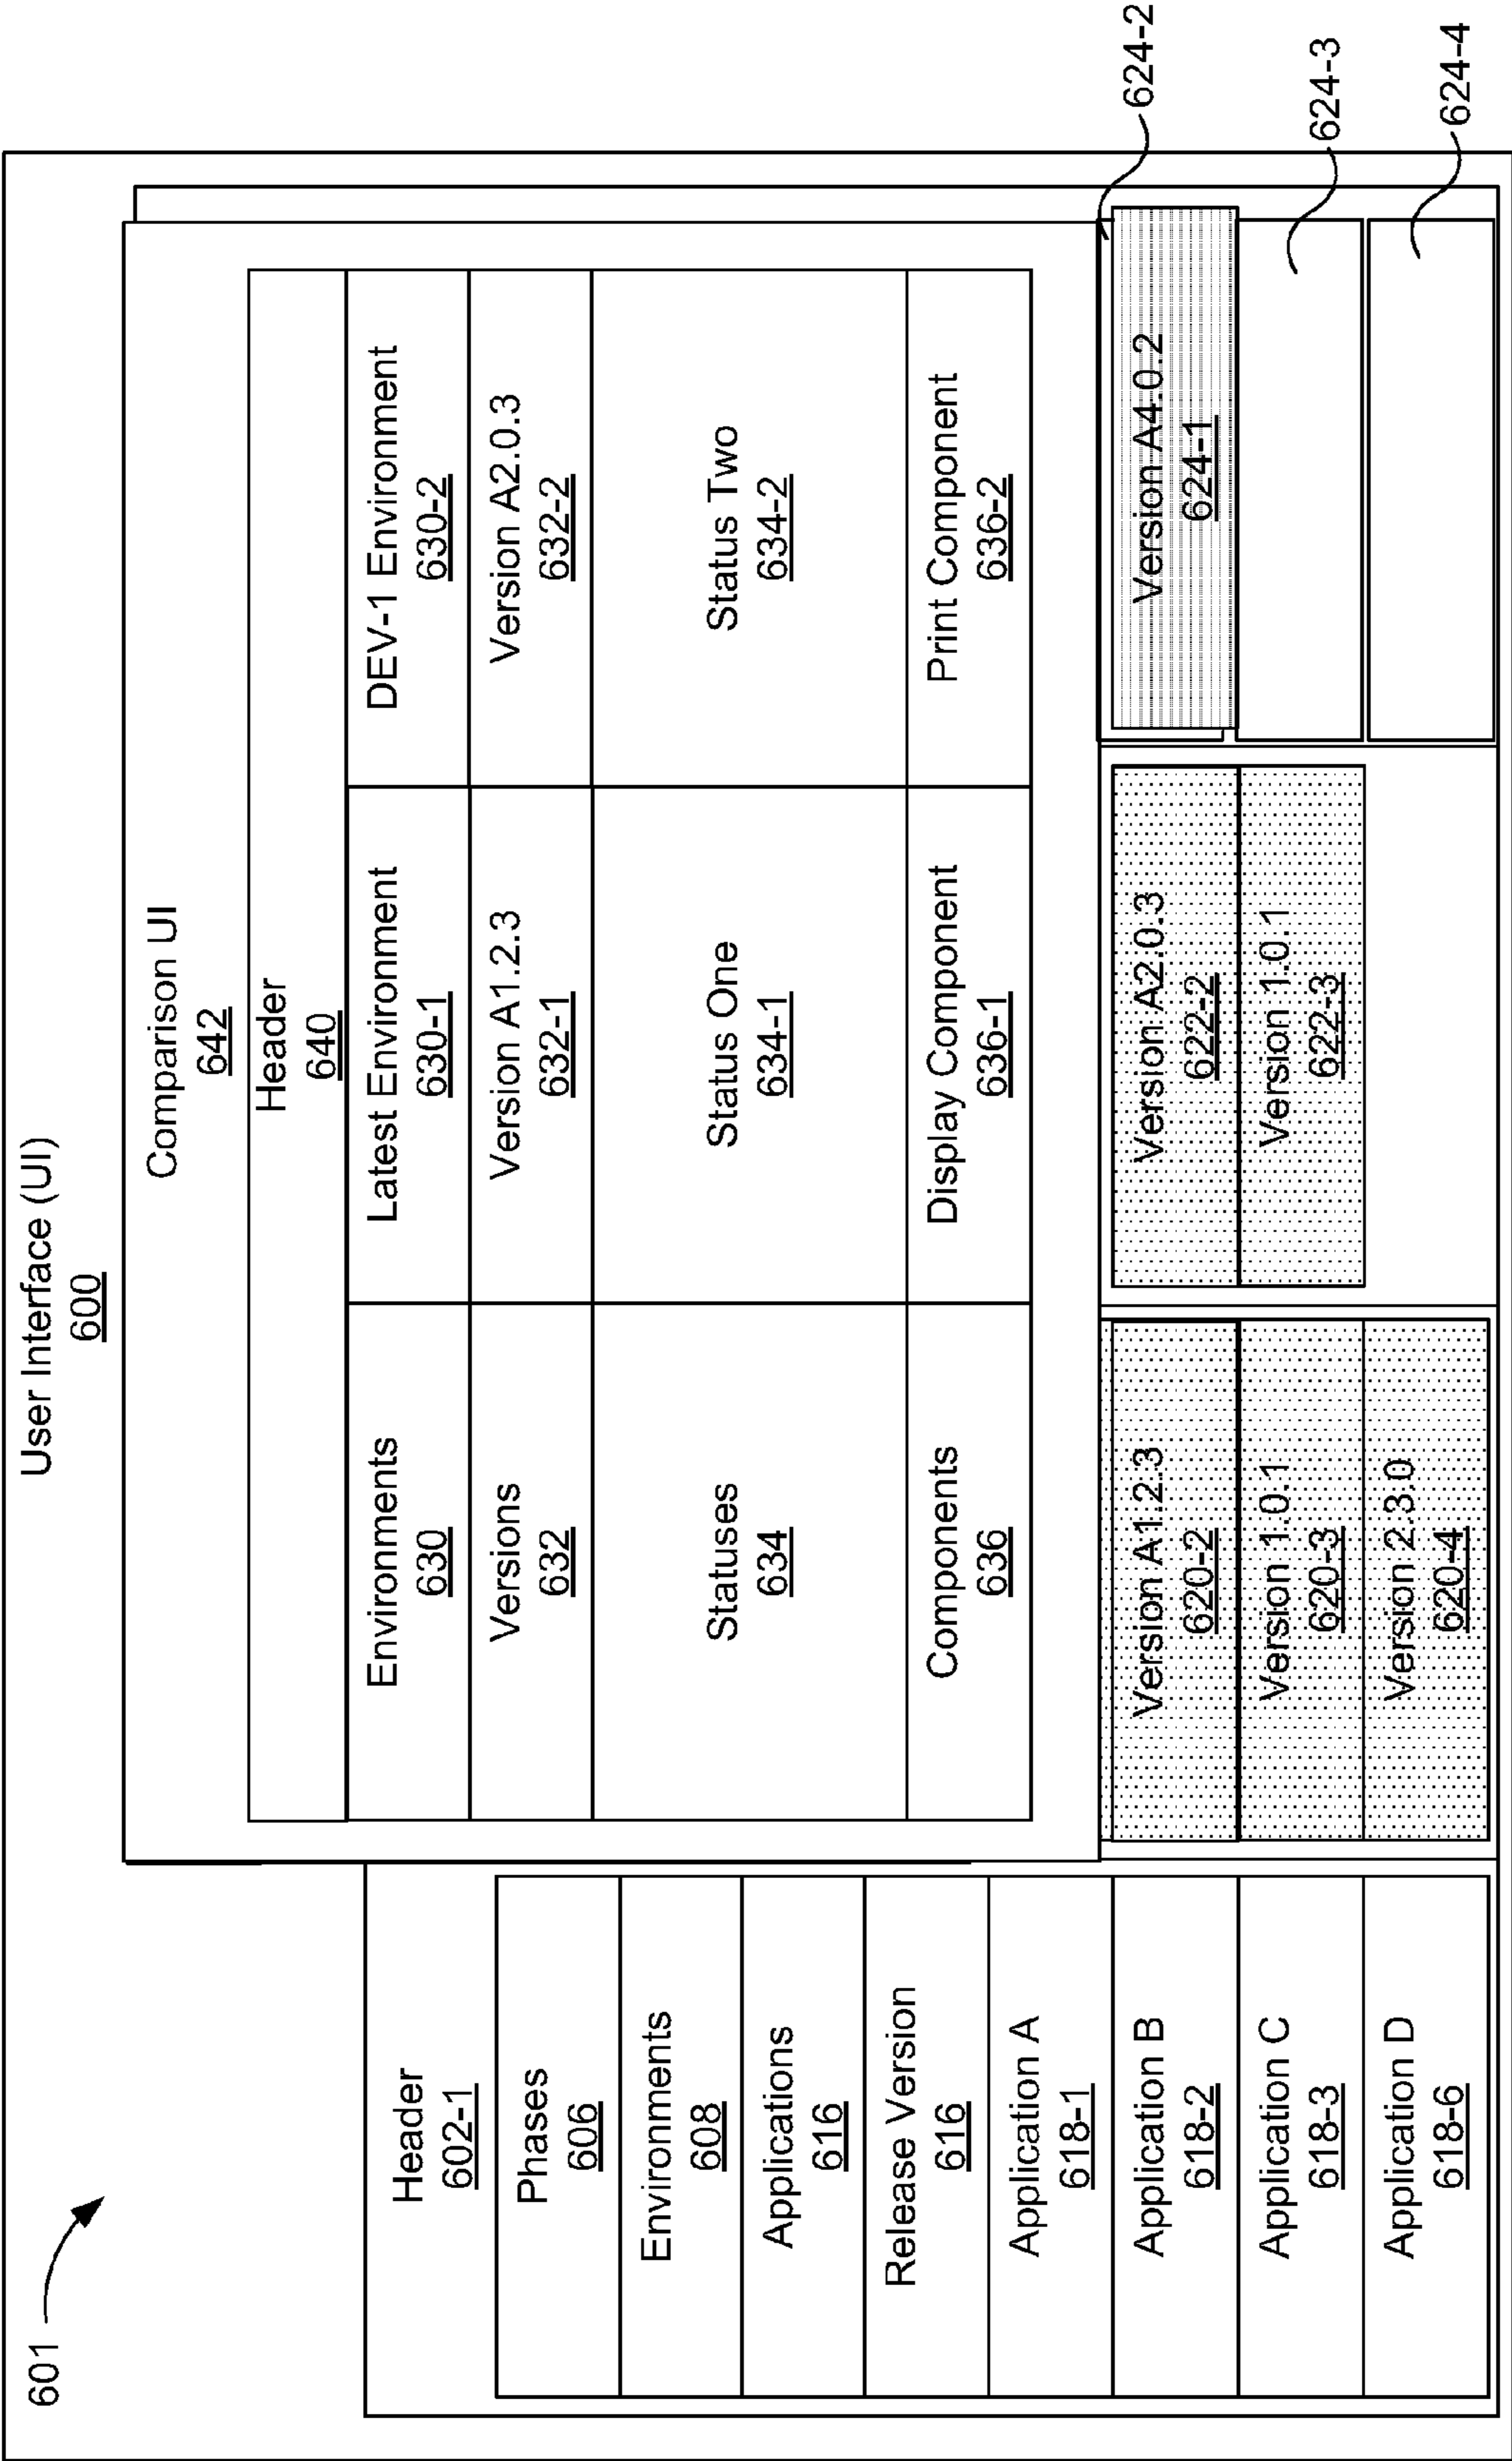 601
User Interface (UI)
600
Comparison UI
642
Header
640
Environments
630
Latest Environment
630-1
DEV-1 Environment
630-2
Versions
632
Version A1.2.3
632-1
Version A2.0.3
632-2
Statuses
634
Status One
634-1
Status Two
634-2
Components
636
Display Component
636-1
Print Component
636-2
Header
602-1
Phases
606
Environments
608
Applications
616
Release Version
616
Application A
618-1
Application B
618-2
Application C
618-3
Application D
618-6
Version A1.2.3
620-2
Version 1.0.1
620-3
Version 2.3.0
620-4
Version A2.0.3
622-2
Version 1.0.1
622-3
Version A4.0.2
624-1
624-2
624-3
624-4